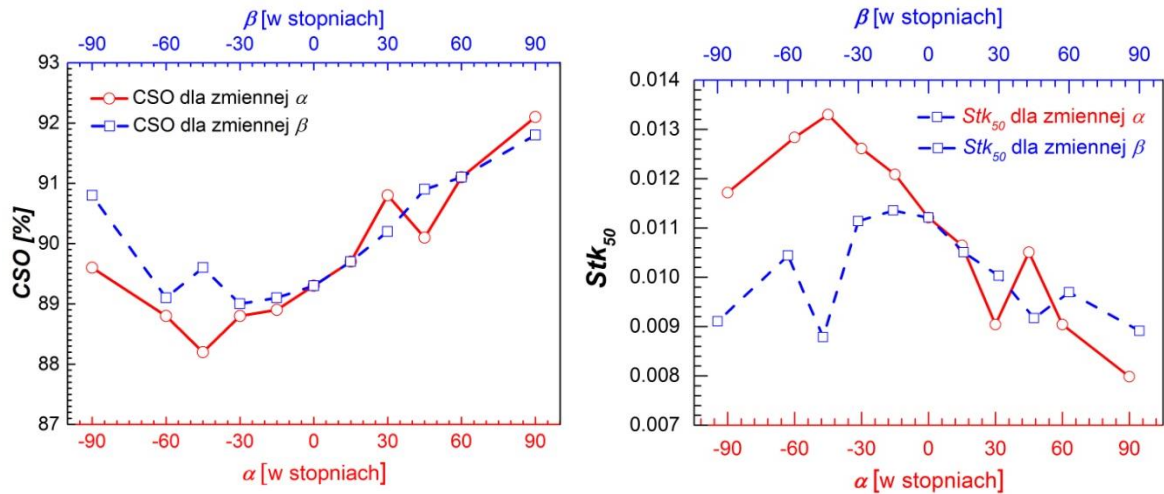 β [w stopniach]
-90 -60 -30 0 30 60 90
93
92
91
90
89
88
87
CSO [%]
CSO dla zmiennej α
CSO dla zmiennej β
-90 -60 -30 0 30 60 90
α [w stopniach]
β [w stopniach]
-90 -60 -30 0 30 60 90
0.014
0.013
0.012
0.011
0.010
0.009
0.008
0.007
Stk50
Stk50 dla zmiennej α
Stk50 dla zmiennej β
-90 -60 -30 0 30 60 90
α [w stopniach]